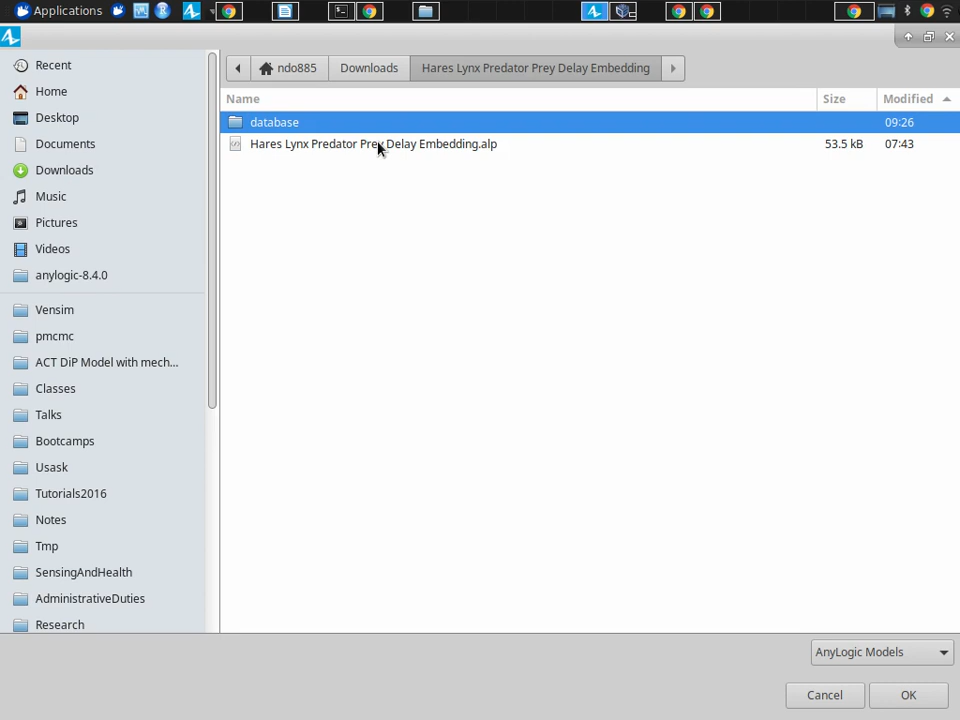 Applications
ndo885
Downloads
Hares Lynx Predator Prey Delay Embedding
Name
Size
Modified
database
09:26
Hares Lynx Predator Prey Delay Embedding.alp
53.5 kB
07:43
Recent
Home
Desktop
Documents
Downloads
Music
Pictures
Videos
anylogic-8.4.0
Vensim
pmcmc
ACT DiP Model with mech...
Classes
Talks
Bootcamps
Usask
Tutorials2016
Notes
Tmp
SensingAndHealth
AdministrativeDuties
Research
AnyLogic Models
Cancel
OK